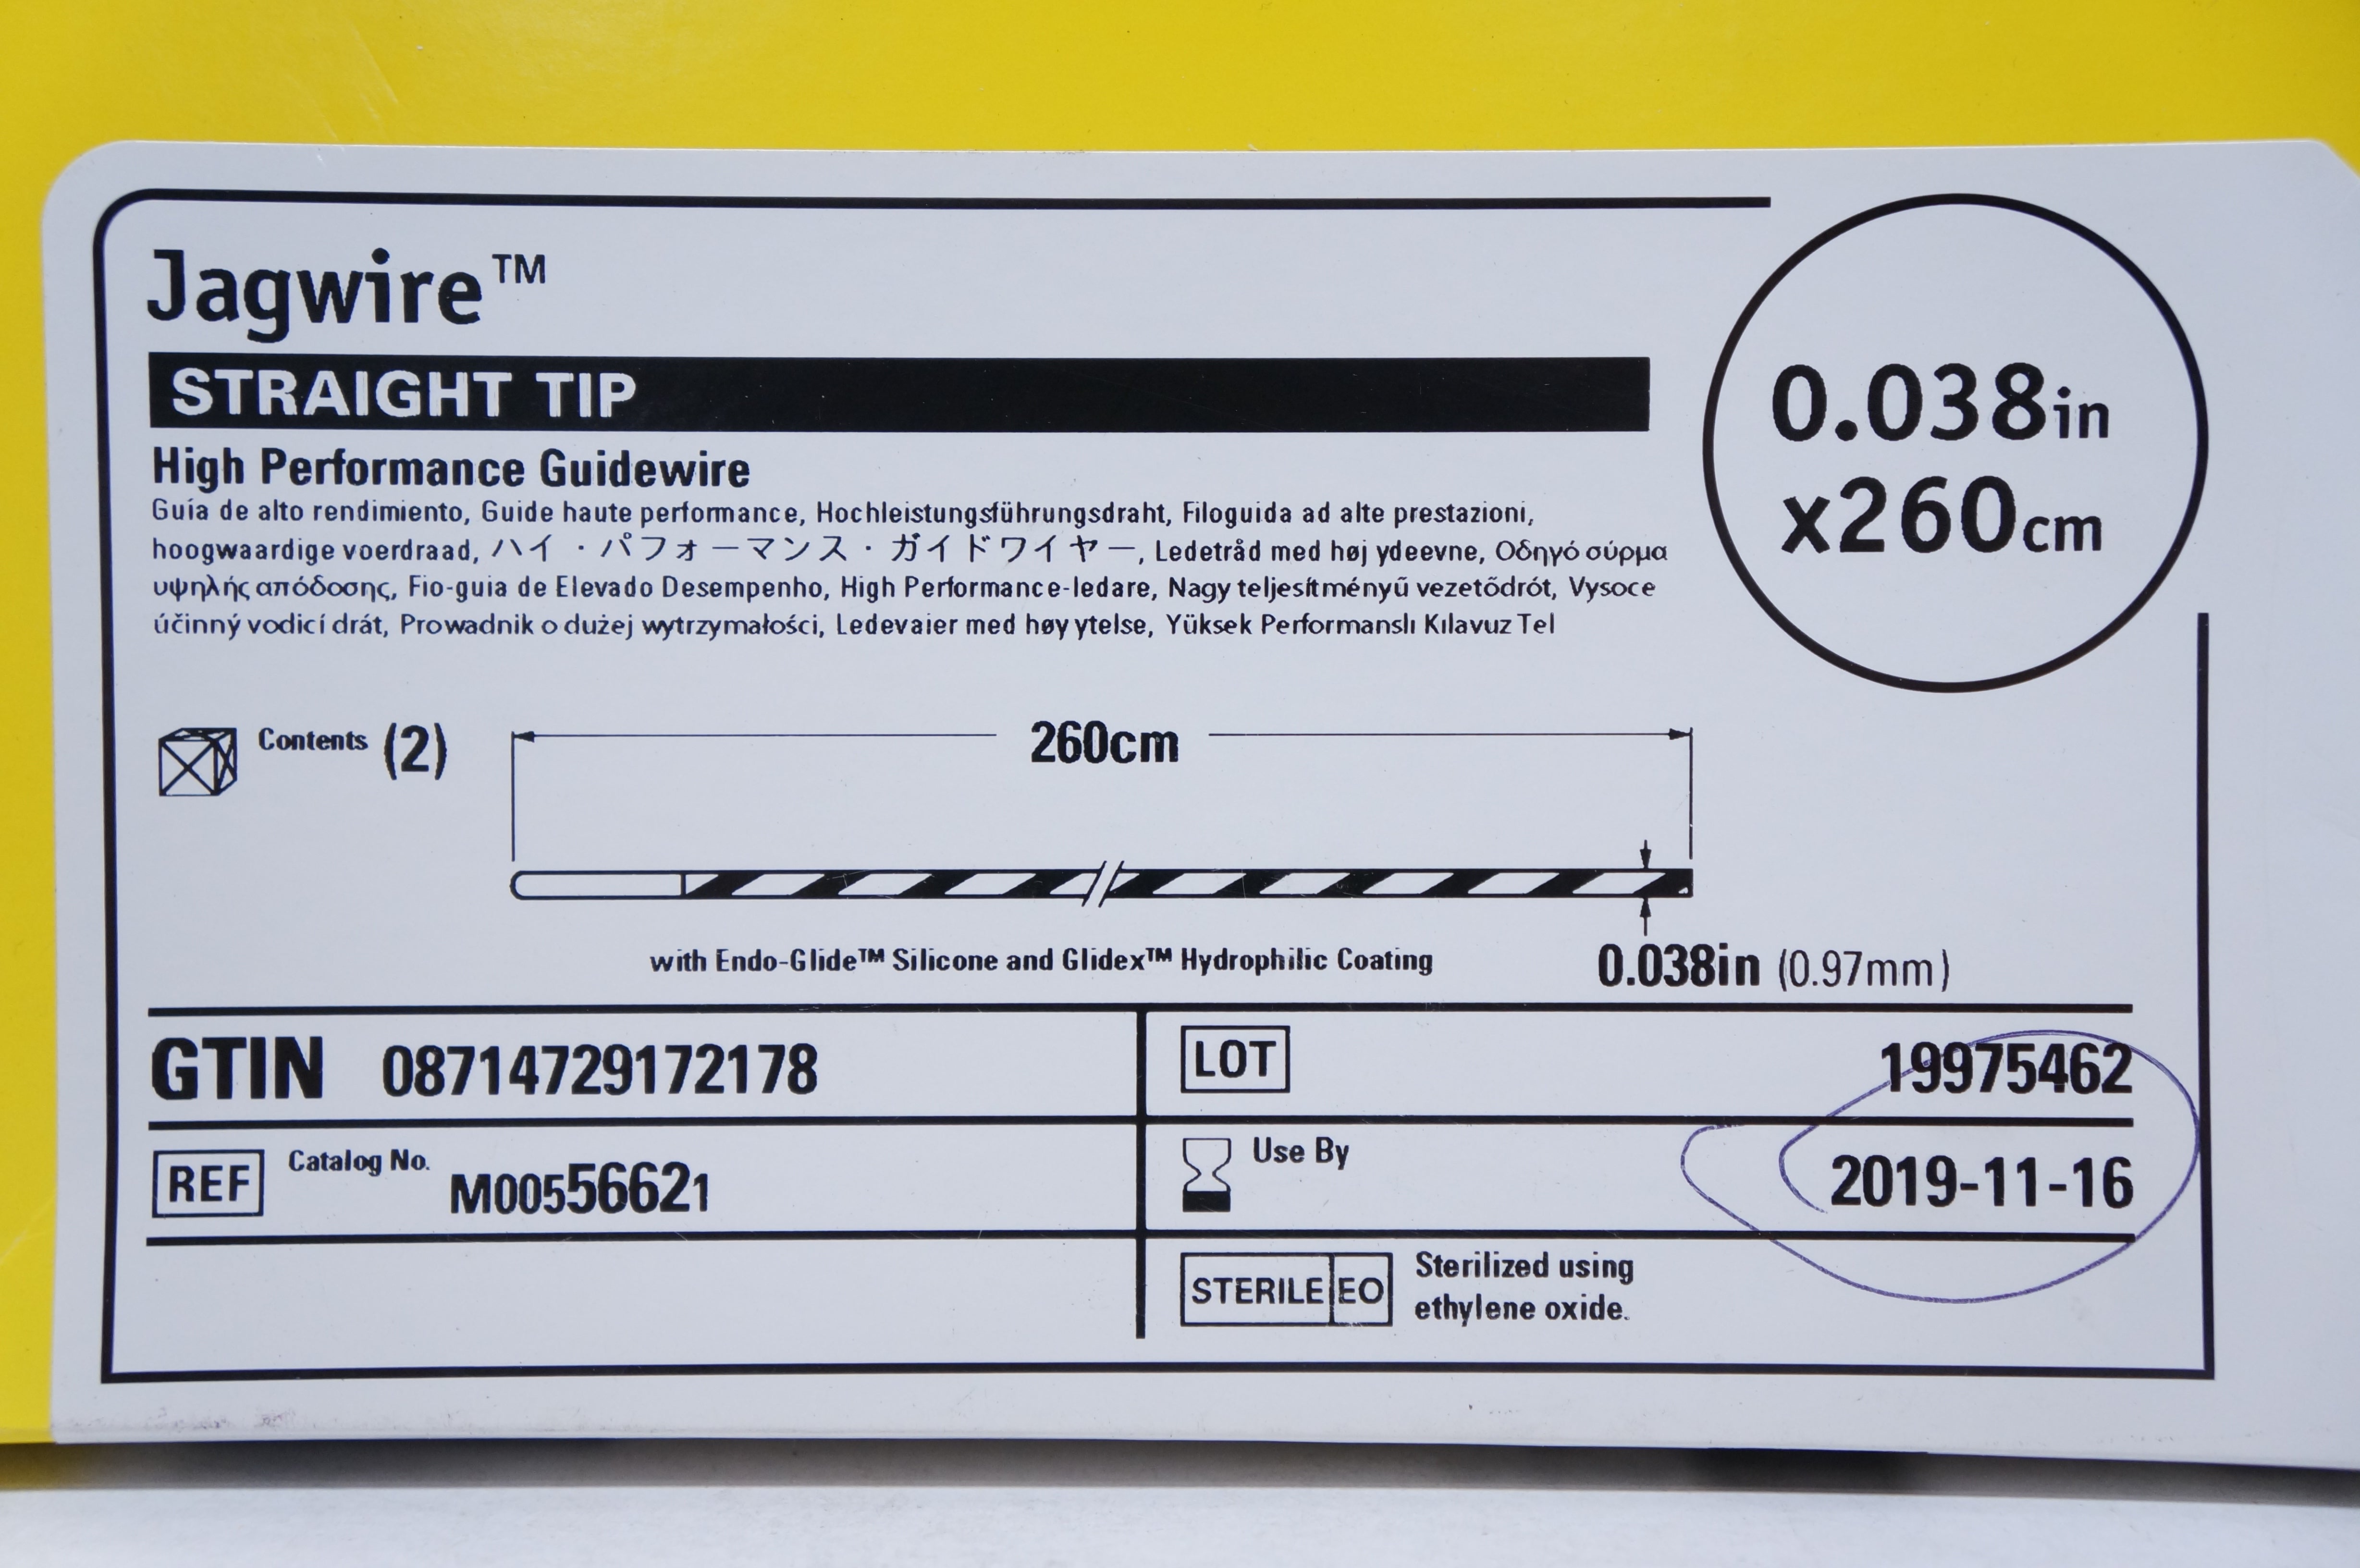 Jagwire™
STRAIGHT TIP
High Performance Guidewire
Guía de alto rendimiento, Guide haute performance, Hochleistungsführungsdraht, Filoguida ad alte prestazioni,
hoogwaardige voerdraad, ハイ・パフォーマンス・ガイドワイヤー, Ledetråd med høj ydeevne, Οδηγό σύρμα
υψηλής απόδοσης, Fio-guia de Elevado Desempenho, High Performance-ledare, Nagy teljesítményű vezetődrót, Vysoce
účinný vodicí drát, Prowadnik o dużej wytrzymałości, Ledevaier med høy ytelse, Yüksek Performanslı Kılavuz Tel
0.038in
x260cm
Contents (2)
260cm
with Endo-Glide™ Silicone and Glidex™ Hydrophilic Coating
0.038in (0.97mm)
GTIN 08714729172178
LOT 19975462
REF Catalog No. M00556621
Use By 2019-11-16
STERILE EO Sterilized using
ethylene oxide.